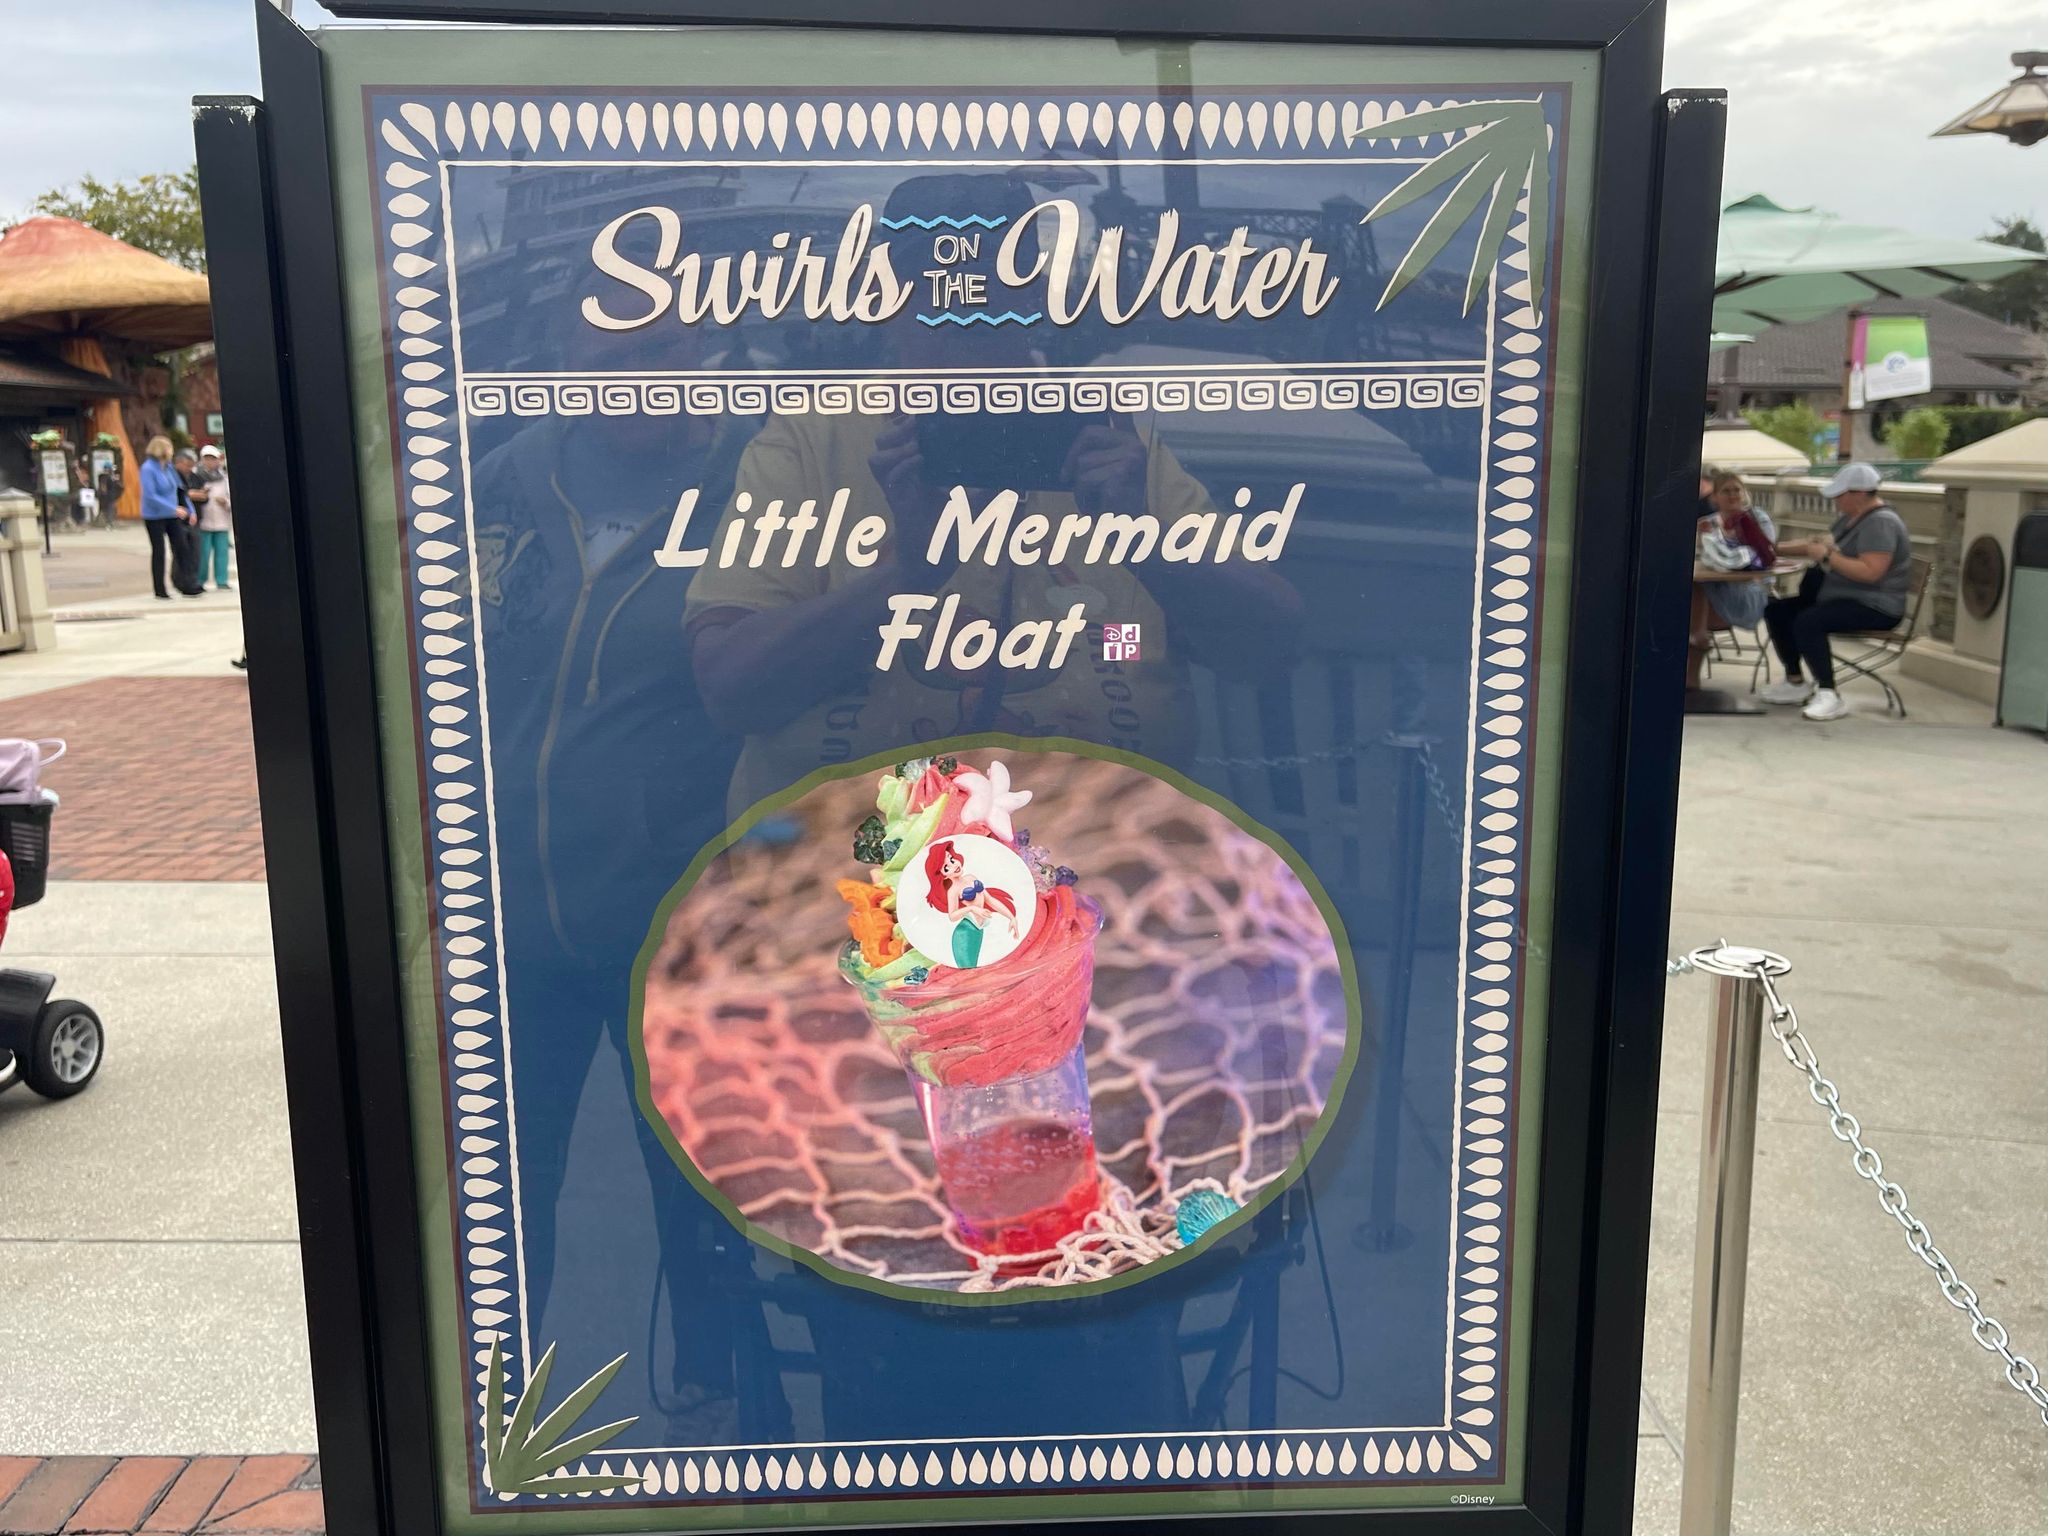 Swirls ON THE Water
Little Mermaid
Float
D d
p
©Disney